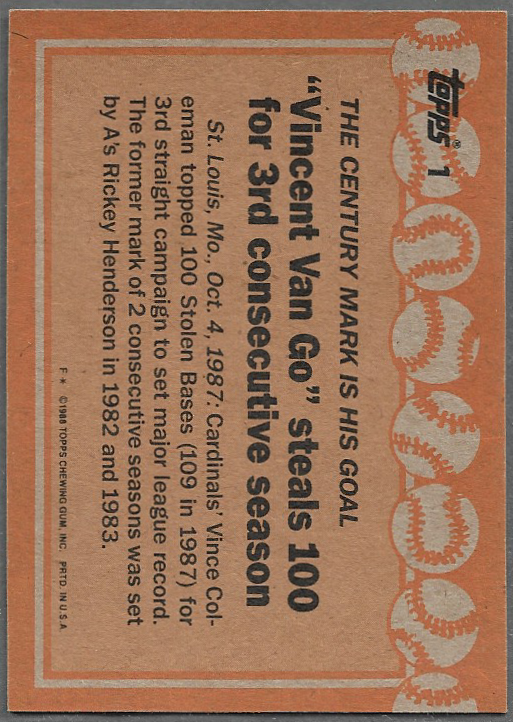 Topps® 1
THE CENTURY MARK IS HIS GOAL
“Vincent Van Go” steals 100
for 3rd consecutive season
St. Louis, Mo., Oct. 4, 1987: Cardinals' Vince Col-
eman topped 100 Stolen Bases (109 in 1987) for
3rd straight campaign to set major league record.
The former mark of 2 consecutive seasons was set
by A's Rickey Henderson in 1982 and 1983.
F * ©1988 TOPPS CHEWING GUM, INC. PRTD. IN U.S.A.